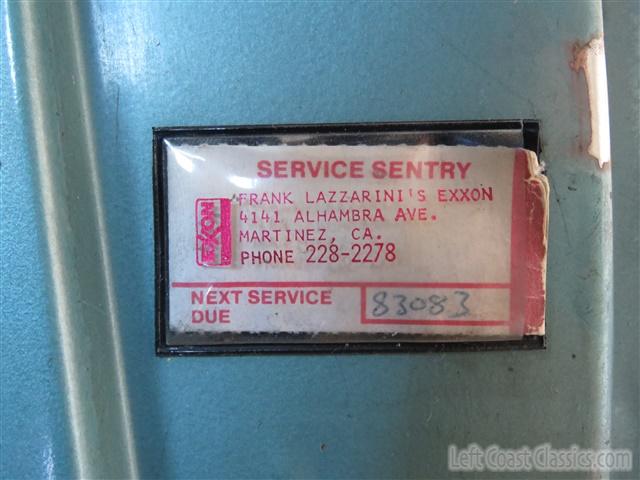 SERVICE SENTRY
EXXON
FRANK LAZZARINI'S EXXON
4141 ALHAMBRA AVE.
MARTINEZ, CA.
PHONE 228-2278
NEXT SERVICE
DUE
83083
Left Coast Classics.com